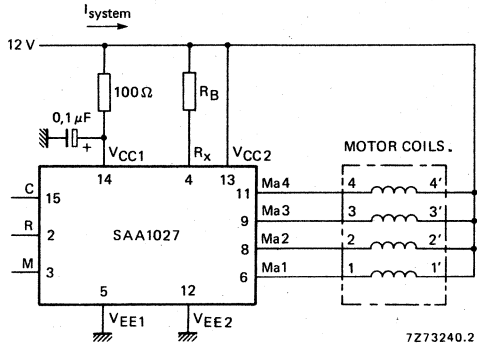 Isystem
12 V
100Ω
RB
0,1 μF
+
VCC1
Rx
VCC2
MOTOR COILS.
14
4
13
C
15
R
2
M
3
SAA1027
11
Ma4
4
4'
9
Ma3
3
3'
8
Ma2
2
2'
6
Ma1
1
1'
5
12
VEE1
VEE2
7Z73240.2